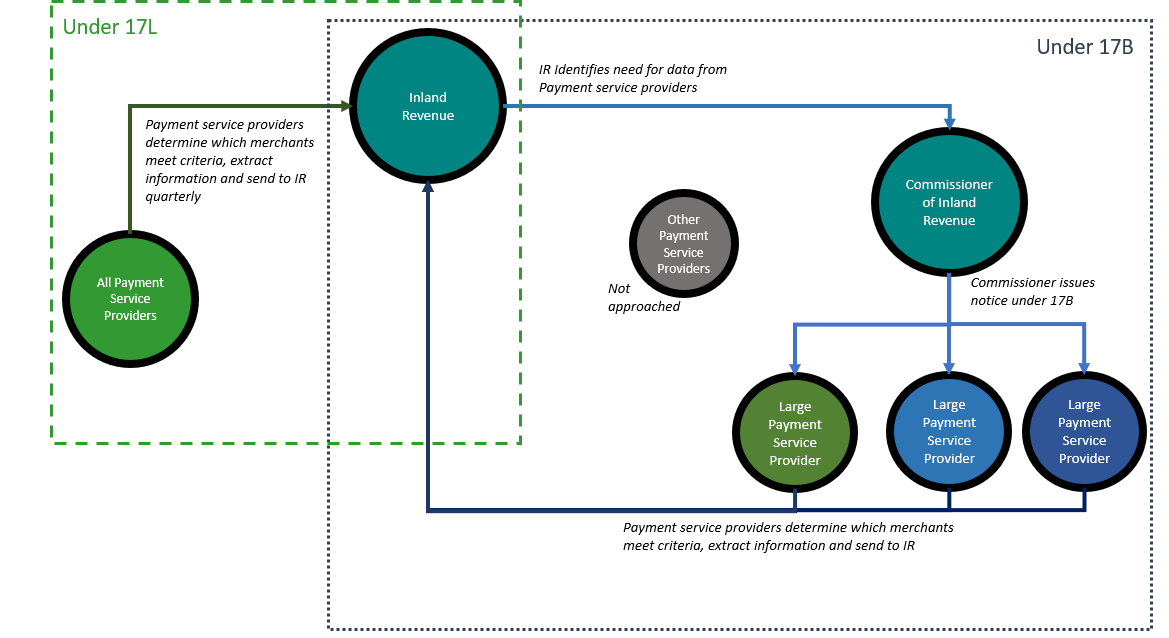 Under 17L
Under 17B
Inland
Revenue
IR Identifies need for data from
Payment service providers
Payment service providers
determine which merchants
meet criteria, extract
information and send to IR
quarterly
Commissioner
of Inland
Revenue
Other
Payment
Service
Providers
Not
approached
All Payment
Service
Providers
Commissioner issues
notice under 17B
Large
Payment
Service
Provider
Large
Payment
Service
Provider
Large
Payment
Service
Provider
Payment service providers determine which merchants
meet criteria, extract information and send to IR